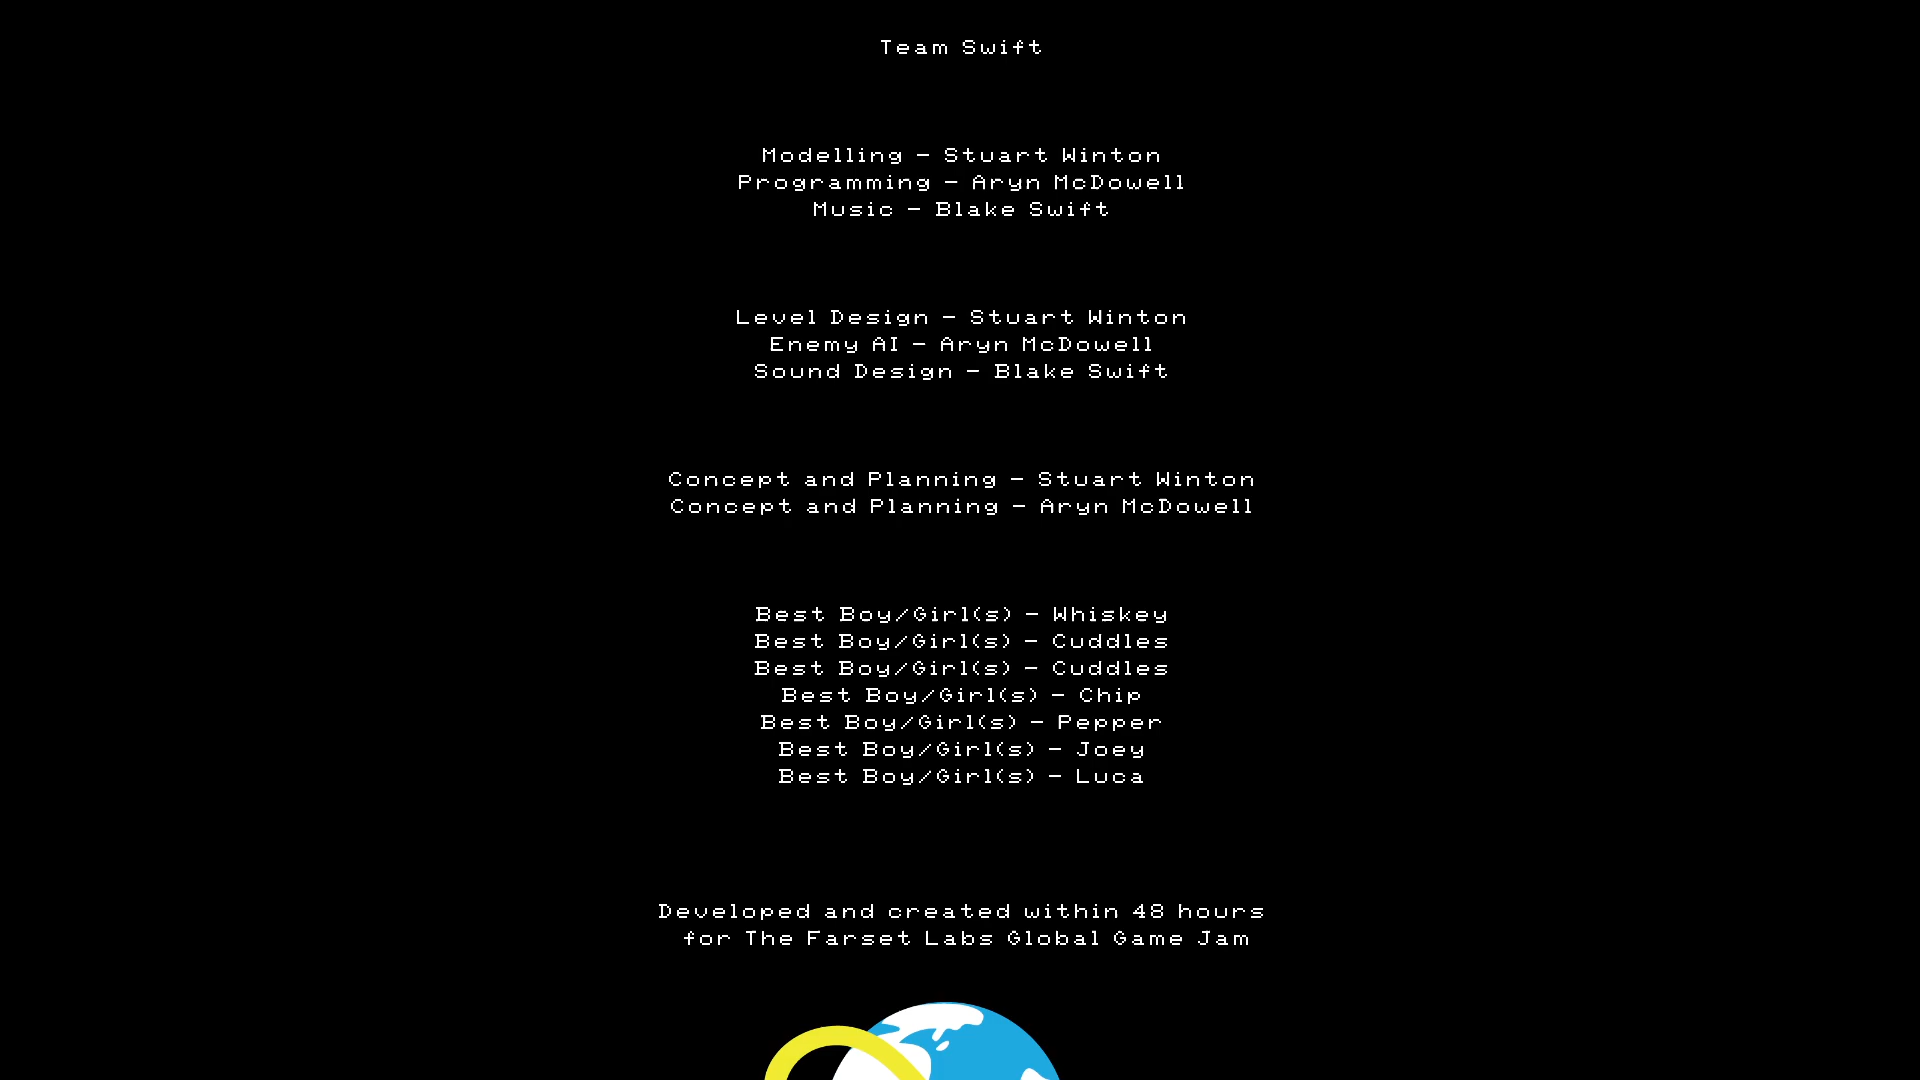 Team Swift
Modelling - Stuart Winton
Programming - Aryn McDowell
Music - Blake Swift
Level Design - Stuart Winton
Enemy AI - Aryn McDowell
Sound Design - Blake Swift
Concept and Planning - Stuart Winton
Concept and Planning - Aryn McDowell
Best Boy/Girl(s) - Whiskey
Best Boy/Girl(s) - Cuddles
Best Boy/Girl(s) - Cuddles
Best Boy/Girl(s) - Chip
Best Boy/Girl(s) - Pepper
Best Boy/Girl(s) - Joey
Best Boy/Girl(s) - Luca
Developed and created within 48 hours
for The Farset Labs Global Game Jam